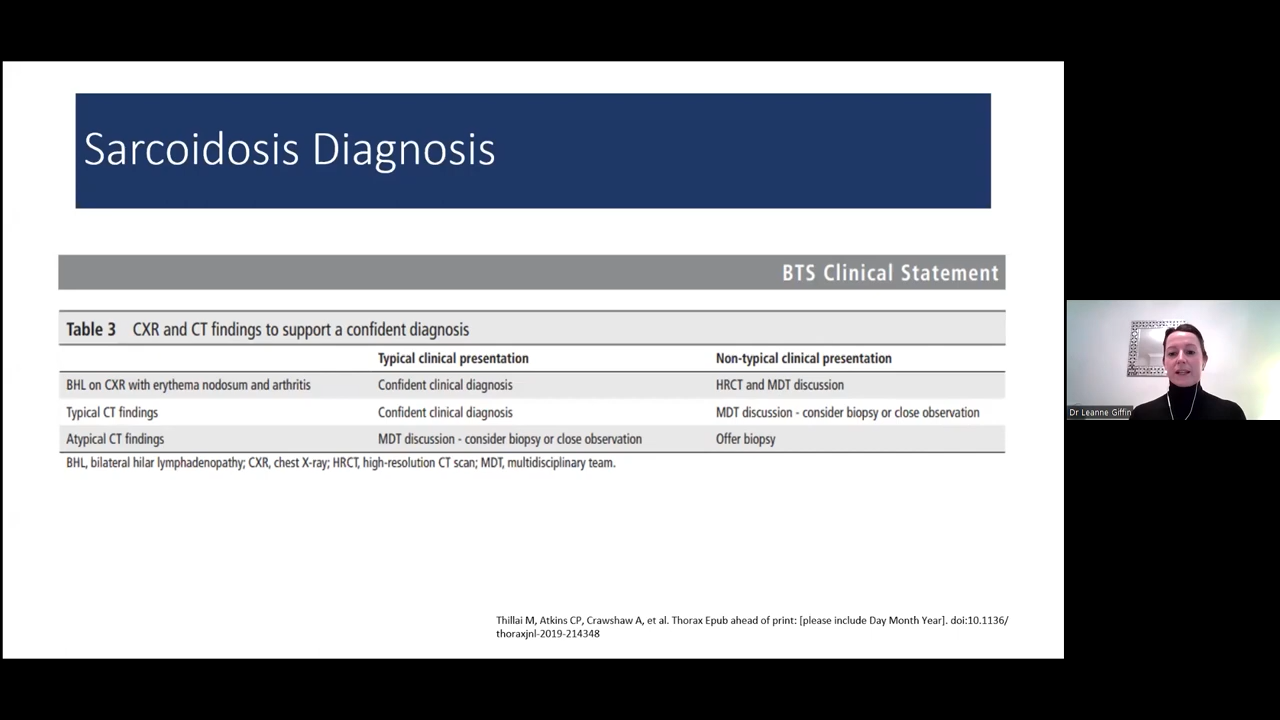 Sarcoidosis Diagnosis
BTS Clinical Statement
Table 3 CXR and CT findings to support a confident diagnosis
Typical clinical presentation Non-typical clinical presentation
BHL on CXR with erythema nodosum and arthritis Confident clinical diagnosis HRCT and MDT discussion
Typical CT findings Confident clinical diagnosis MDT discussion - consider biopsy or close observation
Atypical CT findings MDT discussion - consider biopsy or close observation Offer biopsy
BHL, bilateral hilar lymphadenopathy; CXR, chest X-ray; HRCT, high-resolution CT scan; MDT, multidisciplinary team.
Dr Leanne Giffin
Thillai M, Atkins CP, Crawshaw A, et al. Thorax Epub ahead of print: [please include Day Month Year]. doi:10.1136/
thoraxjnl-2019-214348